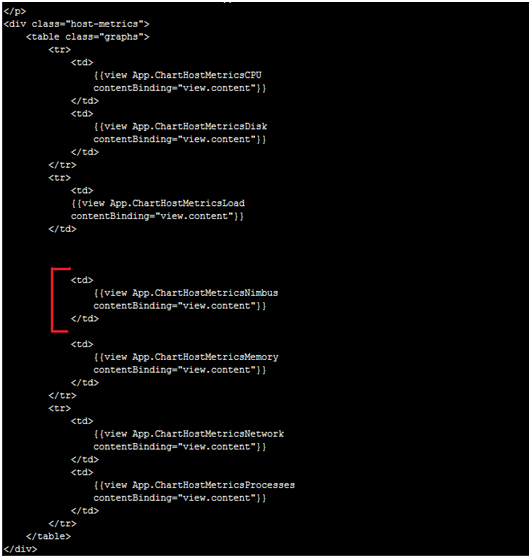 </p>
<div class="host-metrics">
    <table class="graphs">
        <tr>
            <td>
                {{view App.ChartHostMetricsCPU
                contentBinding="view.content"}}
            </td>
            <td>
                {{view App.ChartHostMetricsDisk
                contentBinding="view.content"}}
            </td>
        </tr>
        <tr>
            <td>
            {{view App.ChartHostMetricsLoad
            contentBinding="view.content"}}
        </td>
            <td>
                {{view App.ChartHostMetricsNimbus
                contentBinding="view.content"}}
            </td>
            <td>
                {{view App.ChartHostMetricsMemory
                contentBinding="view.content"}}
            </td>
        </tr>
        <tr>
            <td>
                {{view App.ChartHostMetricsNetwork
                contentBinding="view.content"}}
            </td>
            <td>
                {{view App.ChartHostMetricsProcesses
                contentBinding="view.content"}}
            </td>
        </tr>
    </table>
</div>